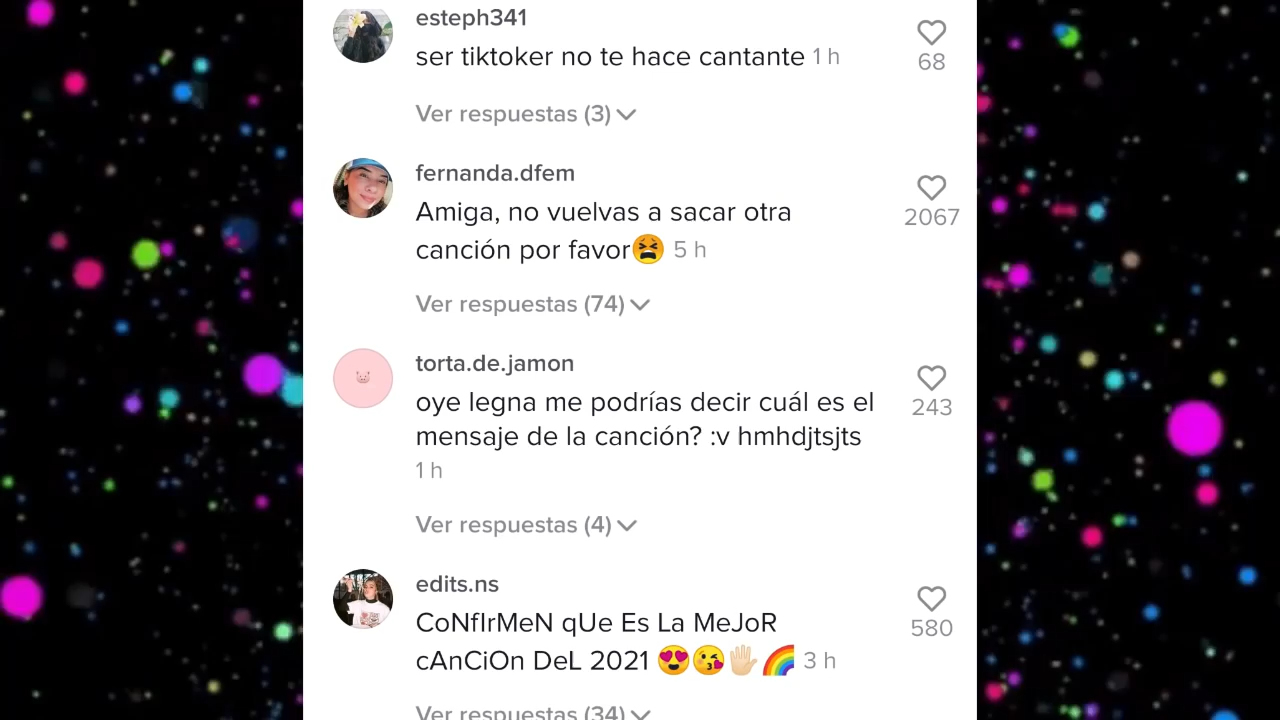 esteph341
ser tiktoker no te hace cantante 1 h
68
Ver respuestas (3)
fernanda.dfem
Amiga, no vuelvas a sacar otra
canción por favor😫 5 h
2067
Ver respuestas (74)
torta.de.jamon
oye legna me podrías decir cuál es el
mensaje de la canción? :v hmhdjtsjts
1 h
243
Ver respuestas (4)
edits.ns
CoNfIrMeN qUe Es La MeJoR
cAnCiOn DeL 2021 😍😘🖐🏻🌈 3 h
580
Ver respuestas (34)